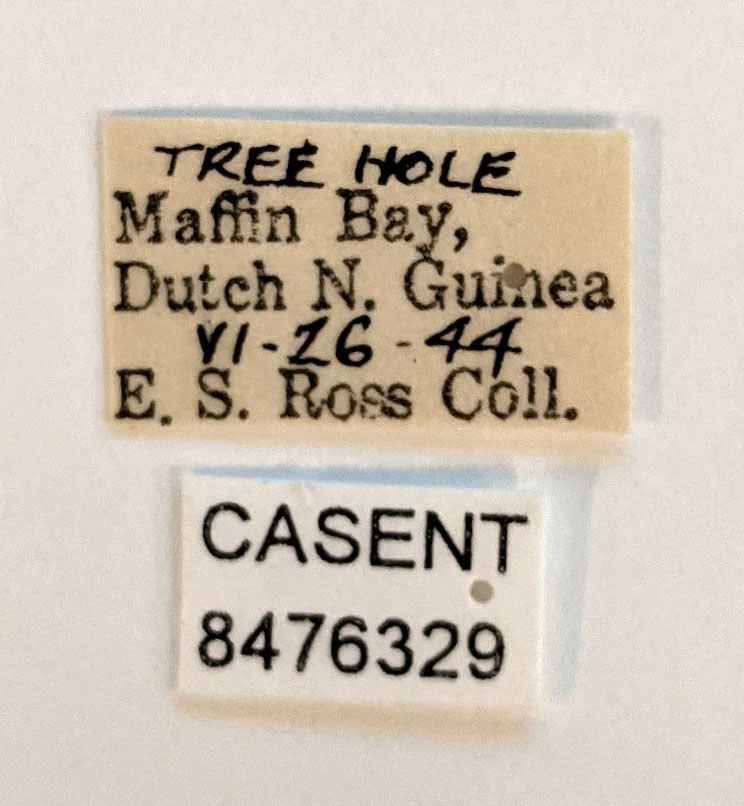 TREE HOLE
Maffin Bay,
Dutch N. Guinea
VI-26-44
E. S. Ross Coll.
CASENT
8476329